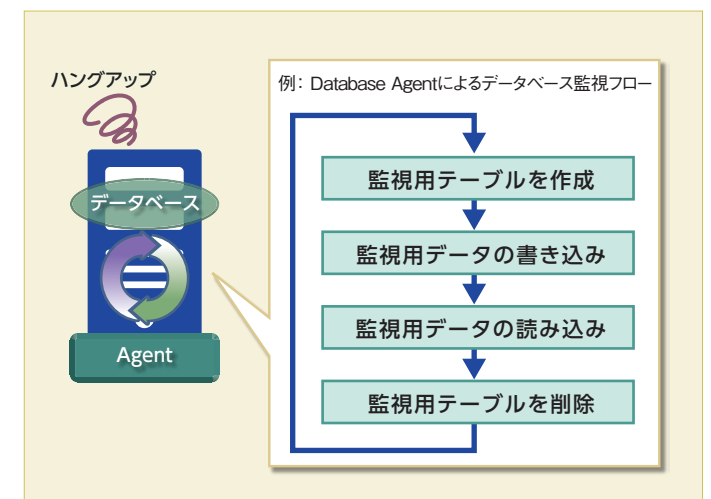 ハングアップ
データベース
Agent
例：Database Agentによるデータベース監視フロー
監視用テーブルを作成
監視用データの書き込み
監視用データの読み込み
監視用テーブルを削除